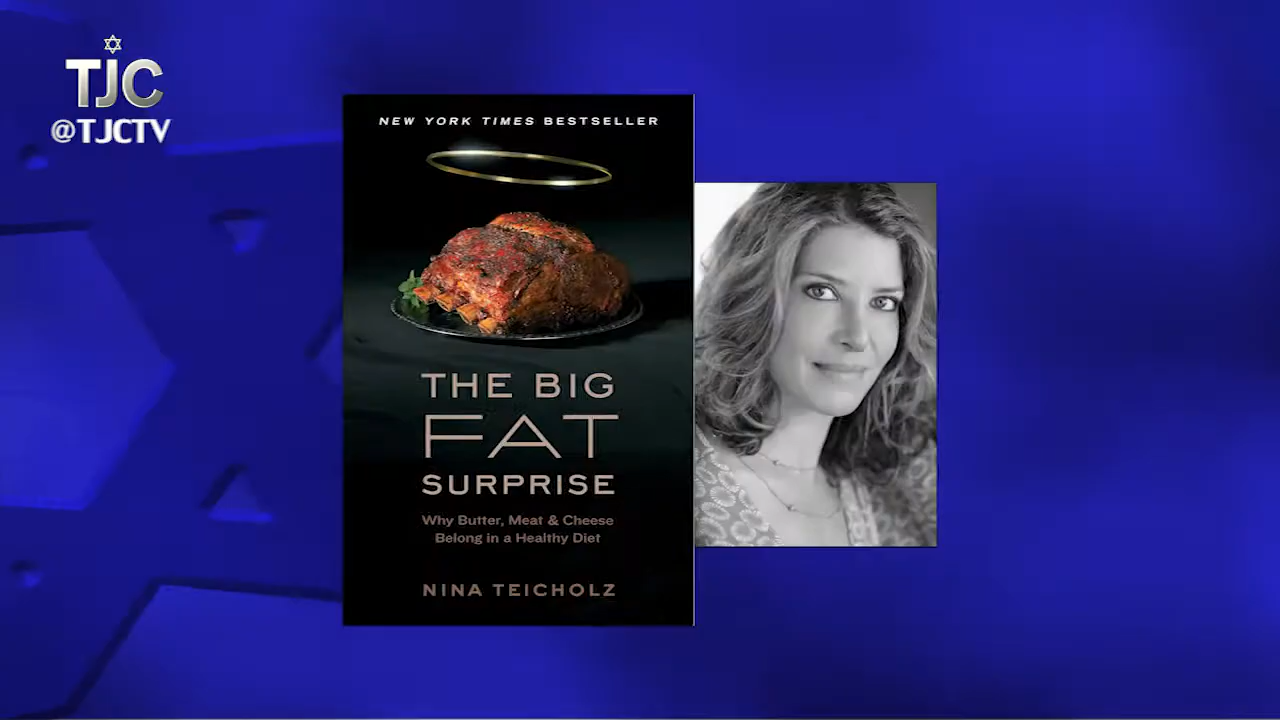 TJC
@TJCTV
NEW YORK TIMES BESTSELLER
THE BIG
FAT
SURPRISE
Why Butter, Meat & Cheese
Belong in a Healthy Diet
NINA TEICHOLZ